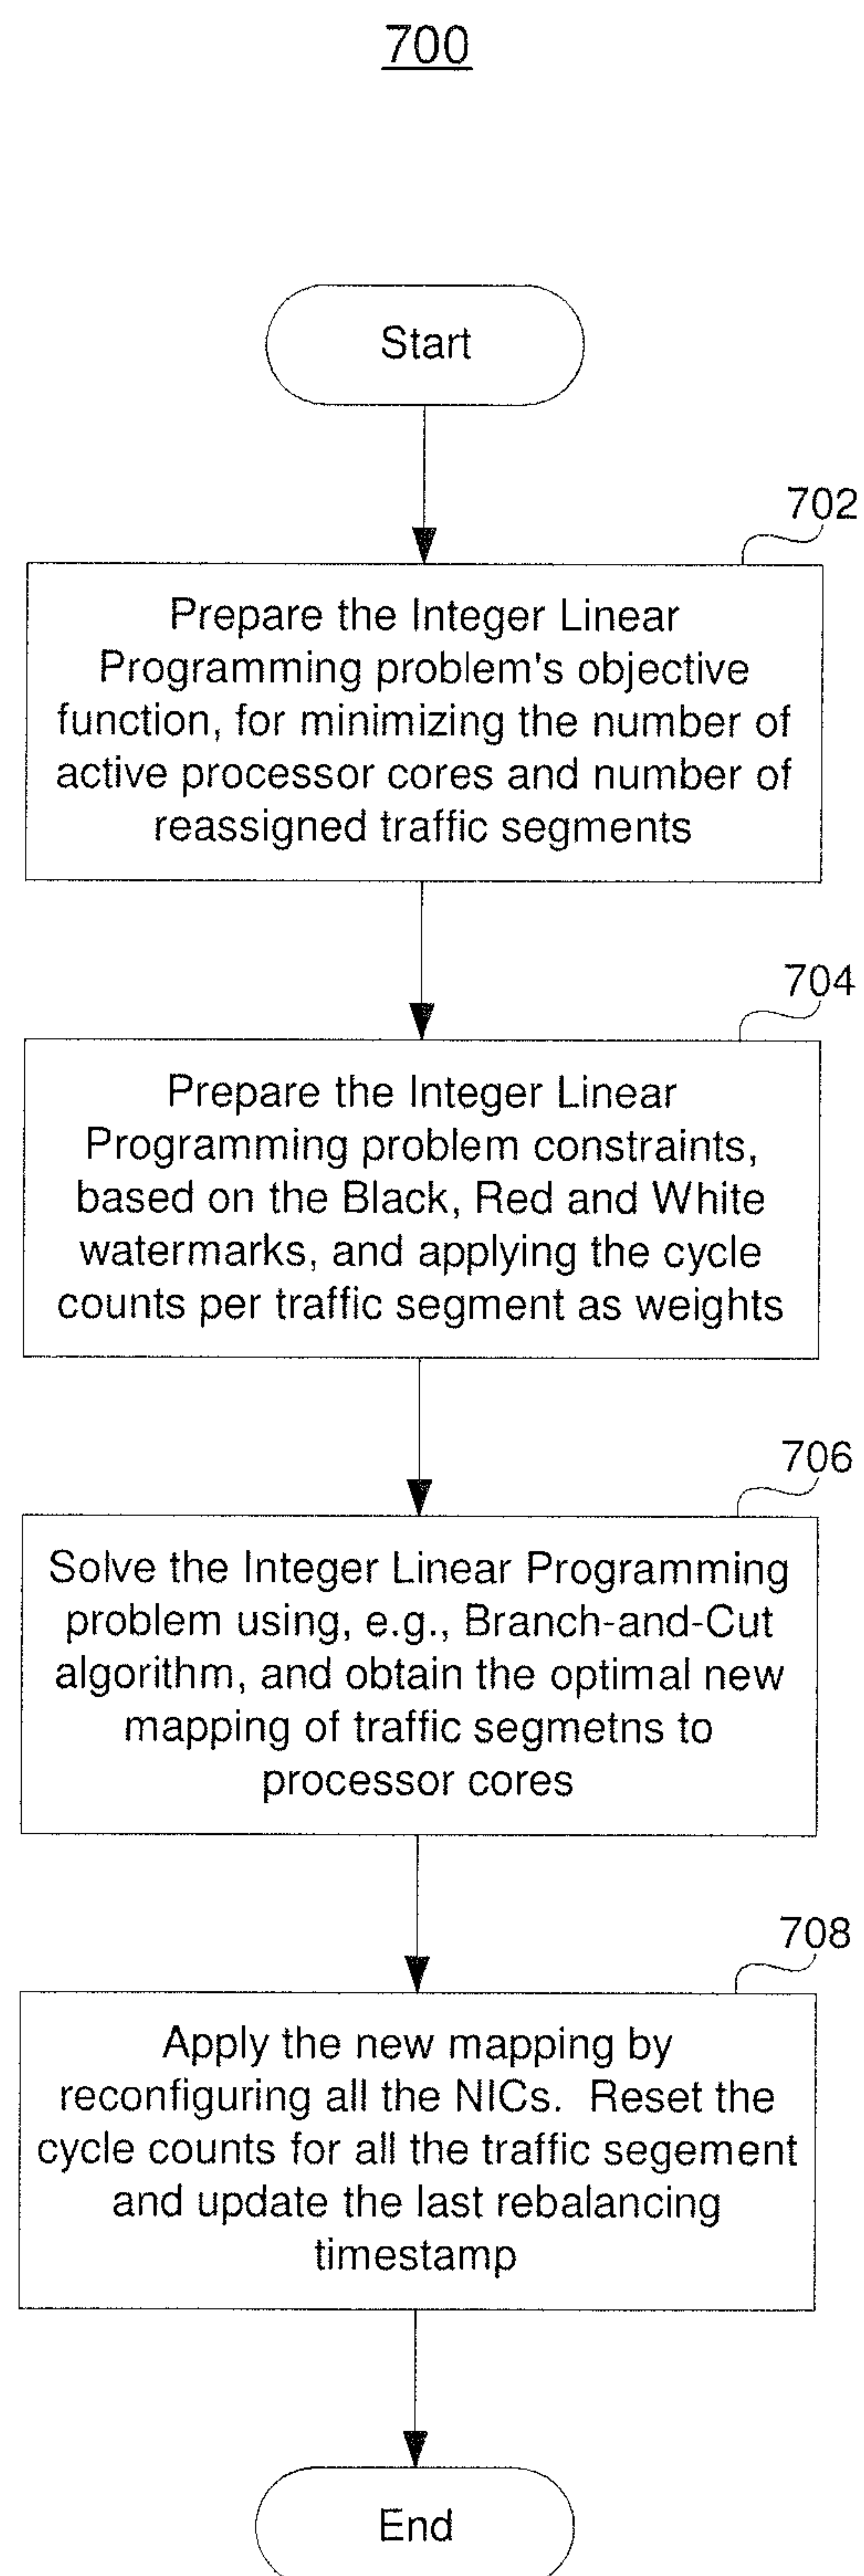 700
Start
702
Prepare the Integer Linear
Programming problem's objective
function, for minimizing the number of
active processor cores and number of
reassigned traffic segments
704
Prepare the Integer Linear
Programming problem constraints,
based on the Black, Red and White
watermarks, and applying the cycle
counts per traffic segment as weights
706
Solve the Integer Linear Programming
problem using, e.g., Branch-and-Cut
algorithm, and obtain the optimal new
mapping of traffic segmetns to
processor cores
708
Apply the new mapping by
reconfiguring all the NICs.  Reset the
cycle counts for all the traffic segement
and update the last rebalancing
timestamp
End